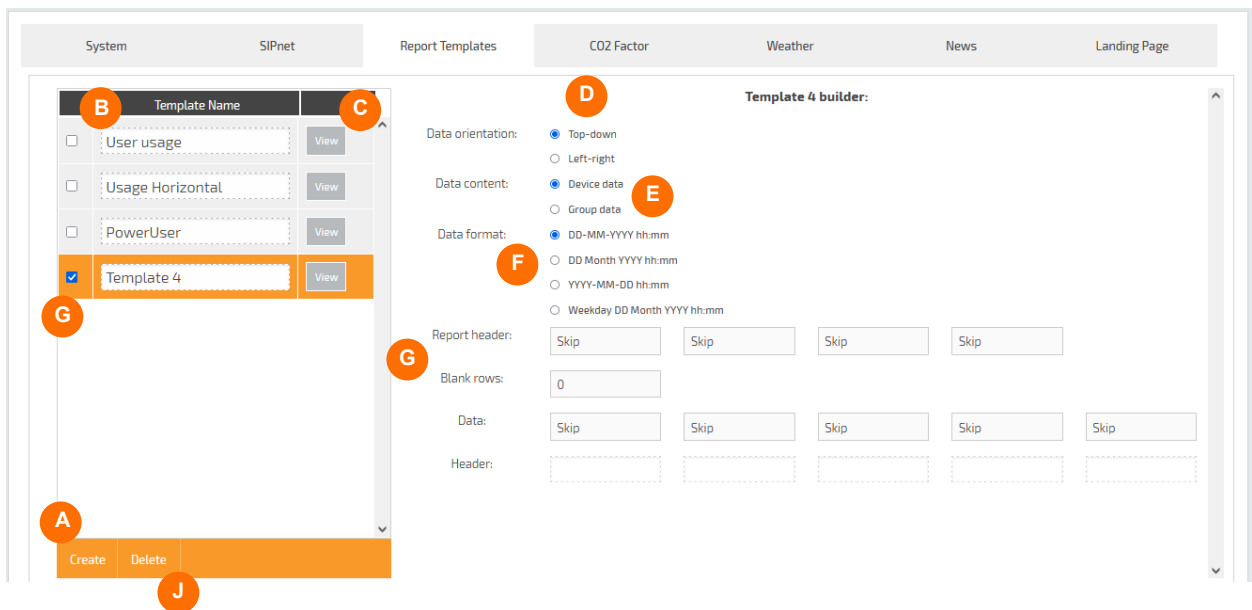 System SIPnet Report Templates CO2 Factor Weather News Landing Page
B Template Name C
User usage View
Usage Horizontal View
PowerUser View
Template 4 View
G
A
Create Delete
J
D Template 4 builder:
Data orientation: Top-down
Left-right
Data content: Device data
E
Group data
Data format: DD-MM-YYYY hh:mm
F DD Month YYYY hh:mm
YYYY-MM-DD hh:mm
Weekday DD Month YYYY hh:mm
Report header: Skip Skip Skip Skip
G
Blank rows: 0
Data: Skip Skip Skip Skip Skip
Header: